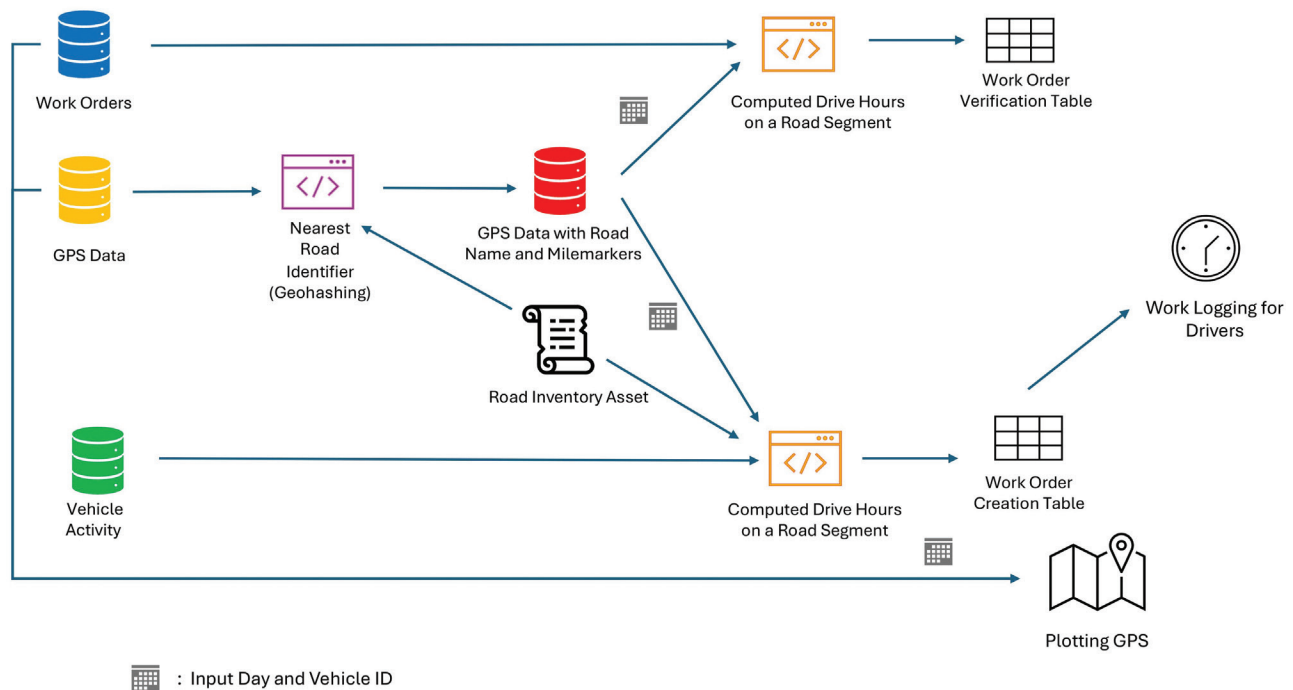 Work Orders
Computed Drive Hours
on a Road Segment
Work Order
Verification Table
GPS Data
Nearest
Road
Identifier
(Geohashing)
GPS Data with Road
Name and Milemarkers
Work Logging for
Drivers
Road Inventory Asset
Vehicle
Activity
Computed Drive Hours
on a Road Segment
Work Order
Creation Table
Plotting GPS
: Input Day and Vehicle ID